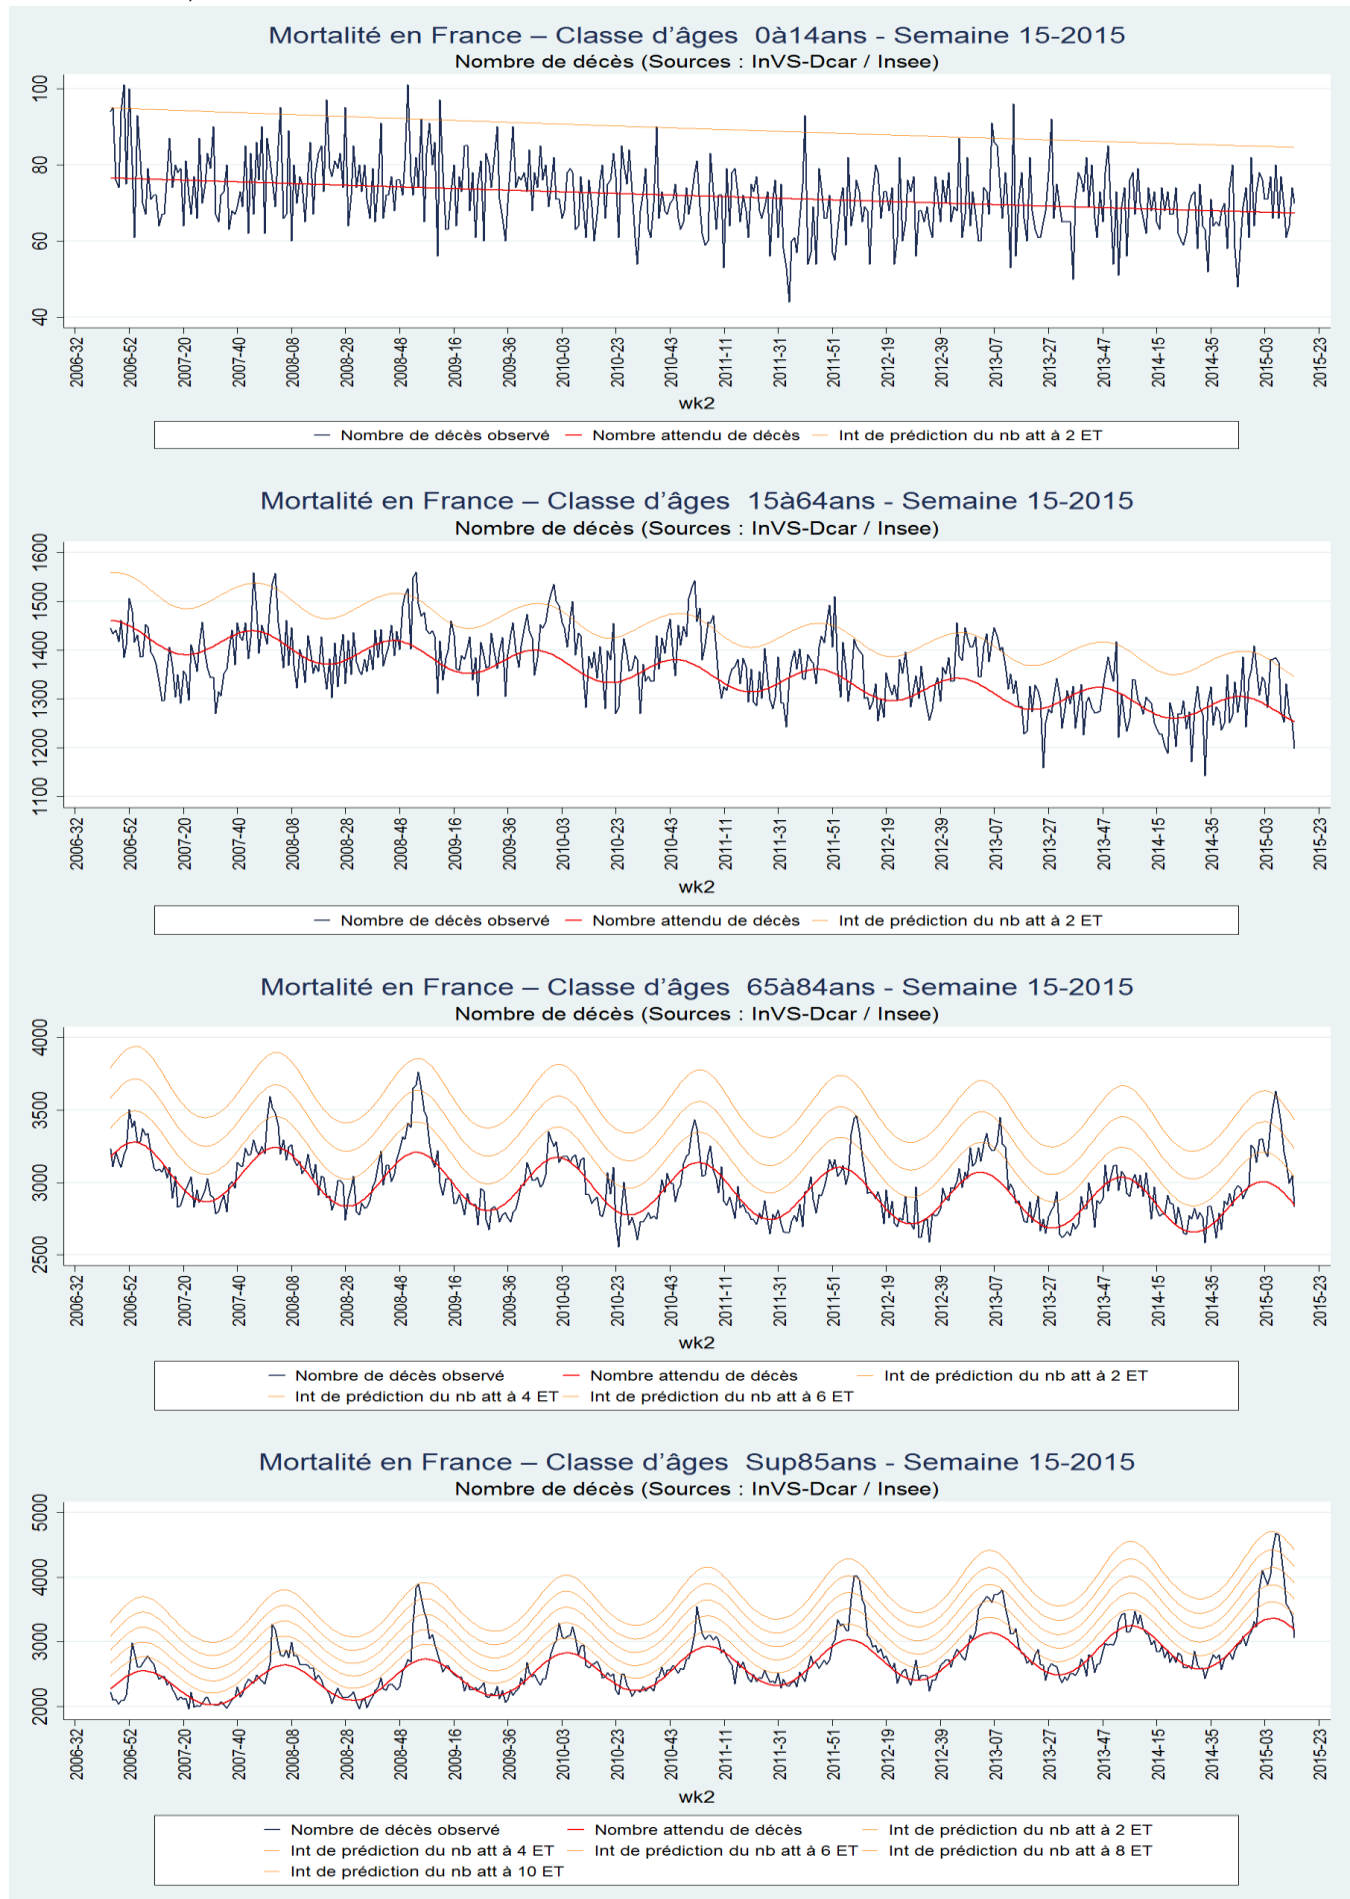 Mortalité en France – Classe d'âges 0à14ans - Semaine 15-2015
Nombre de décès (Sources : InVS-Dcar / Insee)
100
80
60
40
2006-32 2006-52 2007-20 2007-40 2008-08 2008-28 2008-48 2009-16 2009-36 2010-03 2010-23 2010-43 2011-11 2011-31 2011-51 2012-19 2012-39 2013-07 2013-27 2013-47 2014-15 2014-35 2015-03 2015-23
wk2
Nombre de décès observé Nombre attendu de décès Int de prédiction du nb att à 2 ET
Mortalité en France – Classe d'âges 15à64ans - Semaine 15-2015
Nombre de décès (Sources : InVS-Dcar / Insee)
1600
1500
1400
1300
1200
1100
2006-32 2006-52 2007-20 2007-40 2008-08 2008-28 2008-48 2009-16 2009-36 2010-03 2010-23 2010-43 2011-11 2011-31 2011-51 2012-19 2012-39 2013-07 2013-27 2013-47 2014-15 2014-35 2015-03 2015-23
wk2
Nombre de décès observé Nombre attendu de décès Int de prédiction du nb att à 2 ET
Mortalité en France – Classe d'âges 65à84ans - Semaine 15-2015
Nombre de décès (Sources : InVS-Dcar / Insee)
4000
3500
3000
2500
2006-32 2006-52 2007-20 2007-40 2008-08 2008-28 2008-48 2009-16 2009-36 2010-03 2010-23 2010-43 2011-11 2011-31 2011-51 2012-19 2012-39 2013-07 2013-27 2013-47 2014-15 2014-35 2015-03 2015-23
wk2
Nombre de décès observé Nombre attendu de décès Int de prédiction du nb att à 2 ET
Int de prédiction du nb att à 4 ET Int de prédiction du nb att à 6 ET
Mortalité en France – Classe d'âges Sup85ans - Semaine 15-2015
Nombre de décès (Sources : InVS-Dcar / Insee)
5000
4000
3000
2000
2006-32 2006-52 2007-20 2007-40 2008-08 2008-28 2008-48 2009-16 2009-36 2010-03 2010-23 2010-43 2011-11 2011-31 2011-51 2012-19 2012-39 2013-07 2013-27 2013-47 2014-15 2014-35 2015-03 2015-23
wk2
Nombre de décès observé Nombre attendu de décès Int de prédiction du nb att à 2 ET
Int de prédiction du nb att à 4 ET Int de prédiction du nb att à 6 ET Int de prédiction du nb att à 8 ET
Int de prédiction du nb att à 10 ET